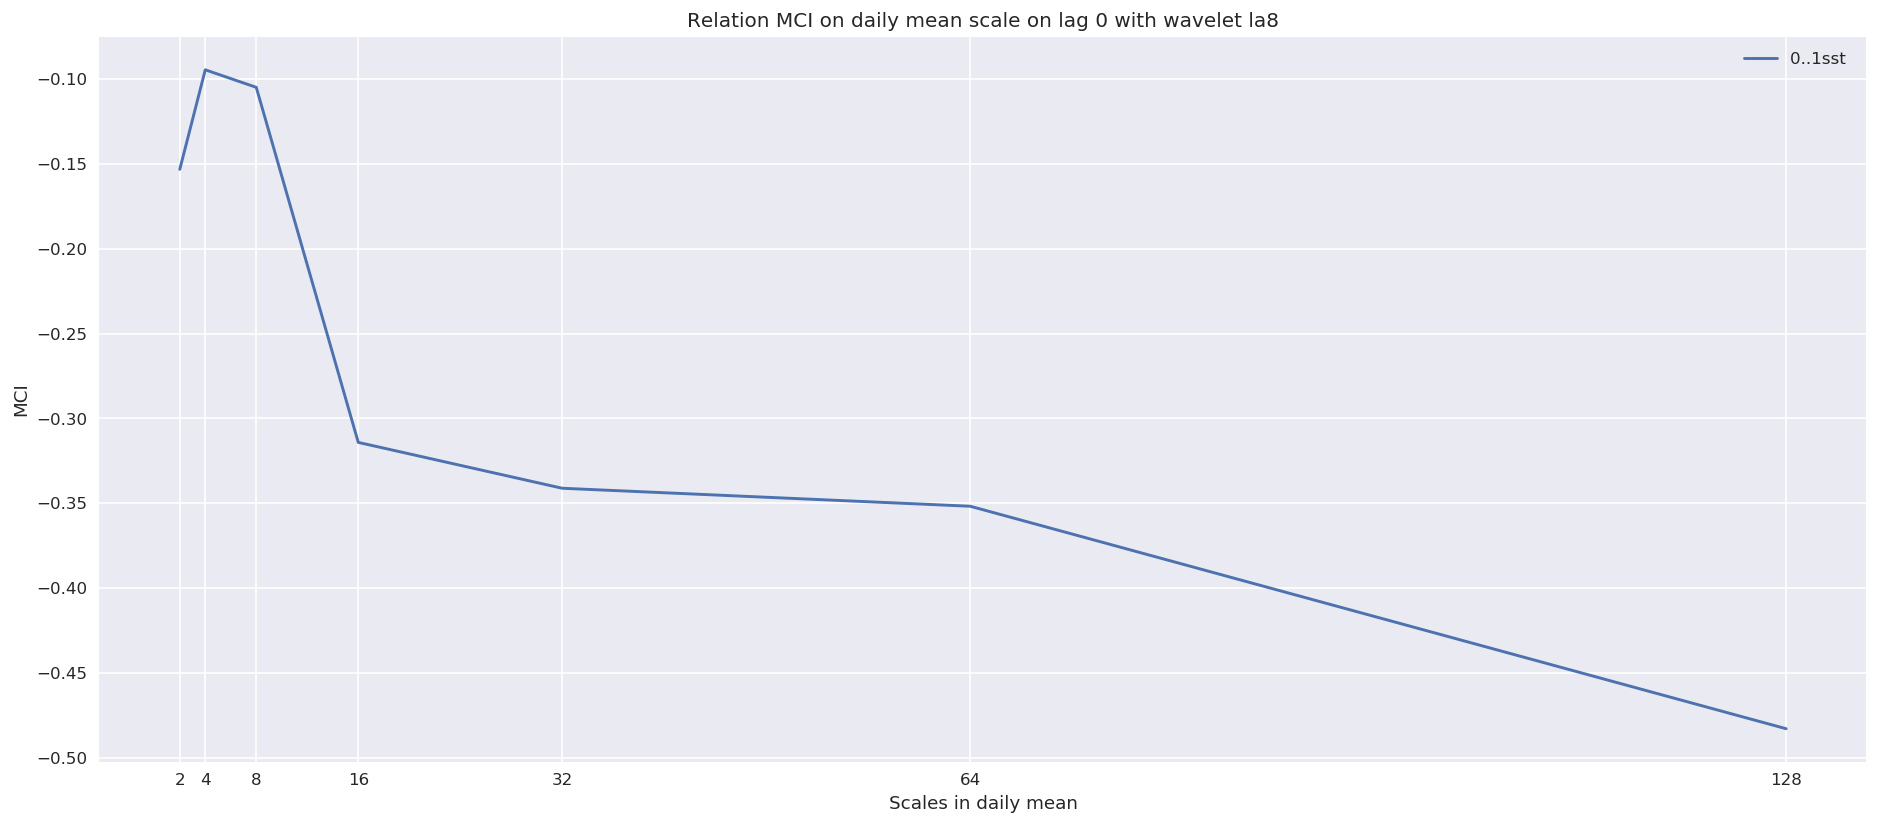 Relation MCI on daily mean scale on lag 0 with wavelet la8
0..1sst
−0.10
−0.15
−0.20
−0.25
−0.30
−0.35
−0.40
−0.45
−0.50
MCI
2 4 8 16 32 64 128
Scales in daily mean